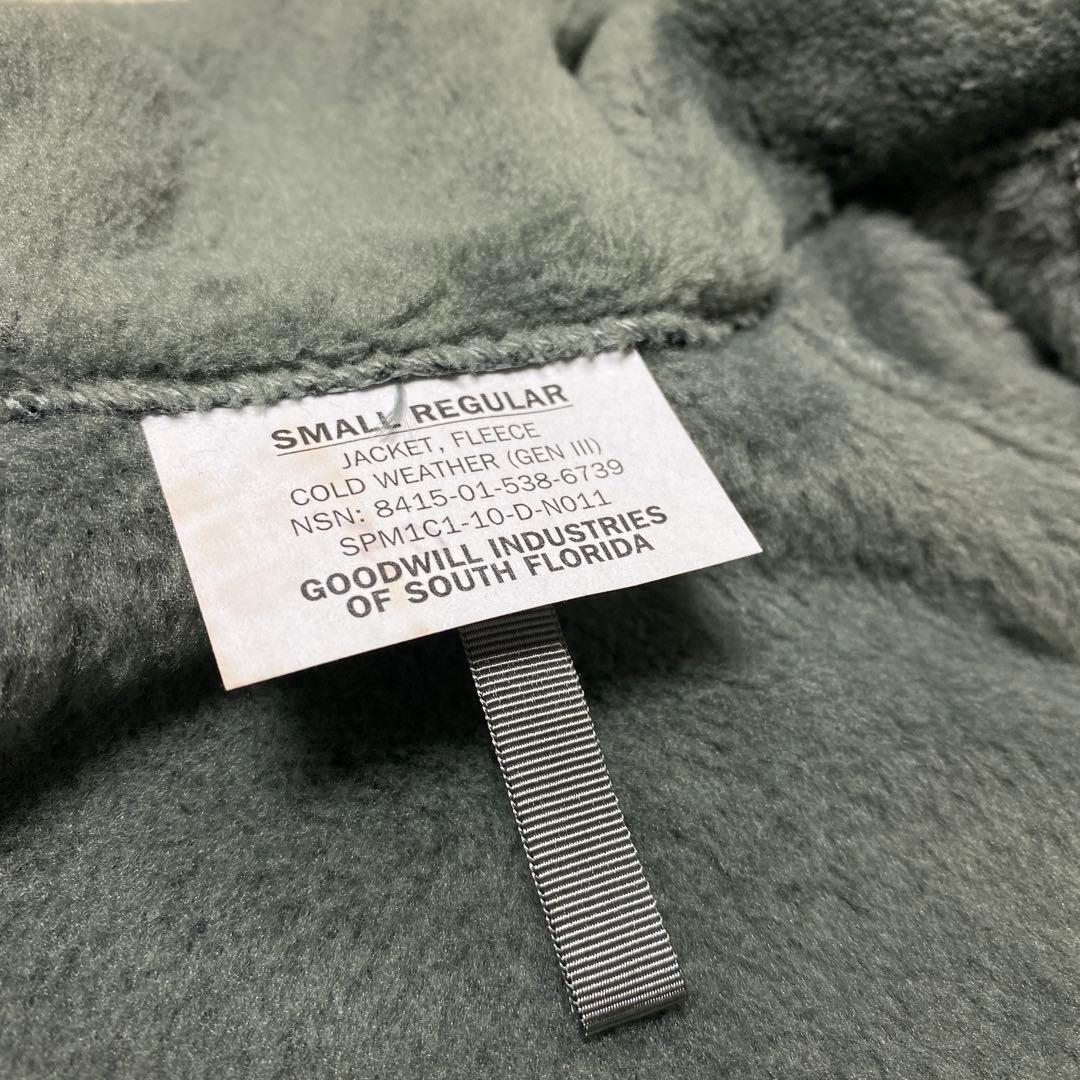 SMALL REGULAR
JACKET, FLEECE
COLD WEATHER (GEN III)
NSN: 8415-01-538-6739
SPM1C1-10-D-N011
GOODWILL INDUSTRIES
OF SOUTH FLORIDA